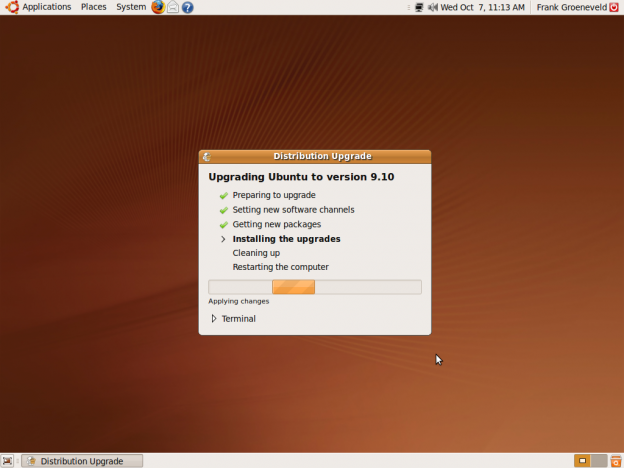 Applications Places System Wed Oct 7, 11:13 AM Frank Groeneveld
Distribution Upgrade
Upgrading Ubuntu to version 9.10
Preparing to upgrade
Setting new software channels
Getting new packages
Installing the upgrades
Cleaning up
Restarting the computer
Applying changes
Terminal
Distribution Upgrade